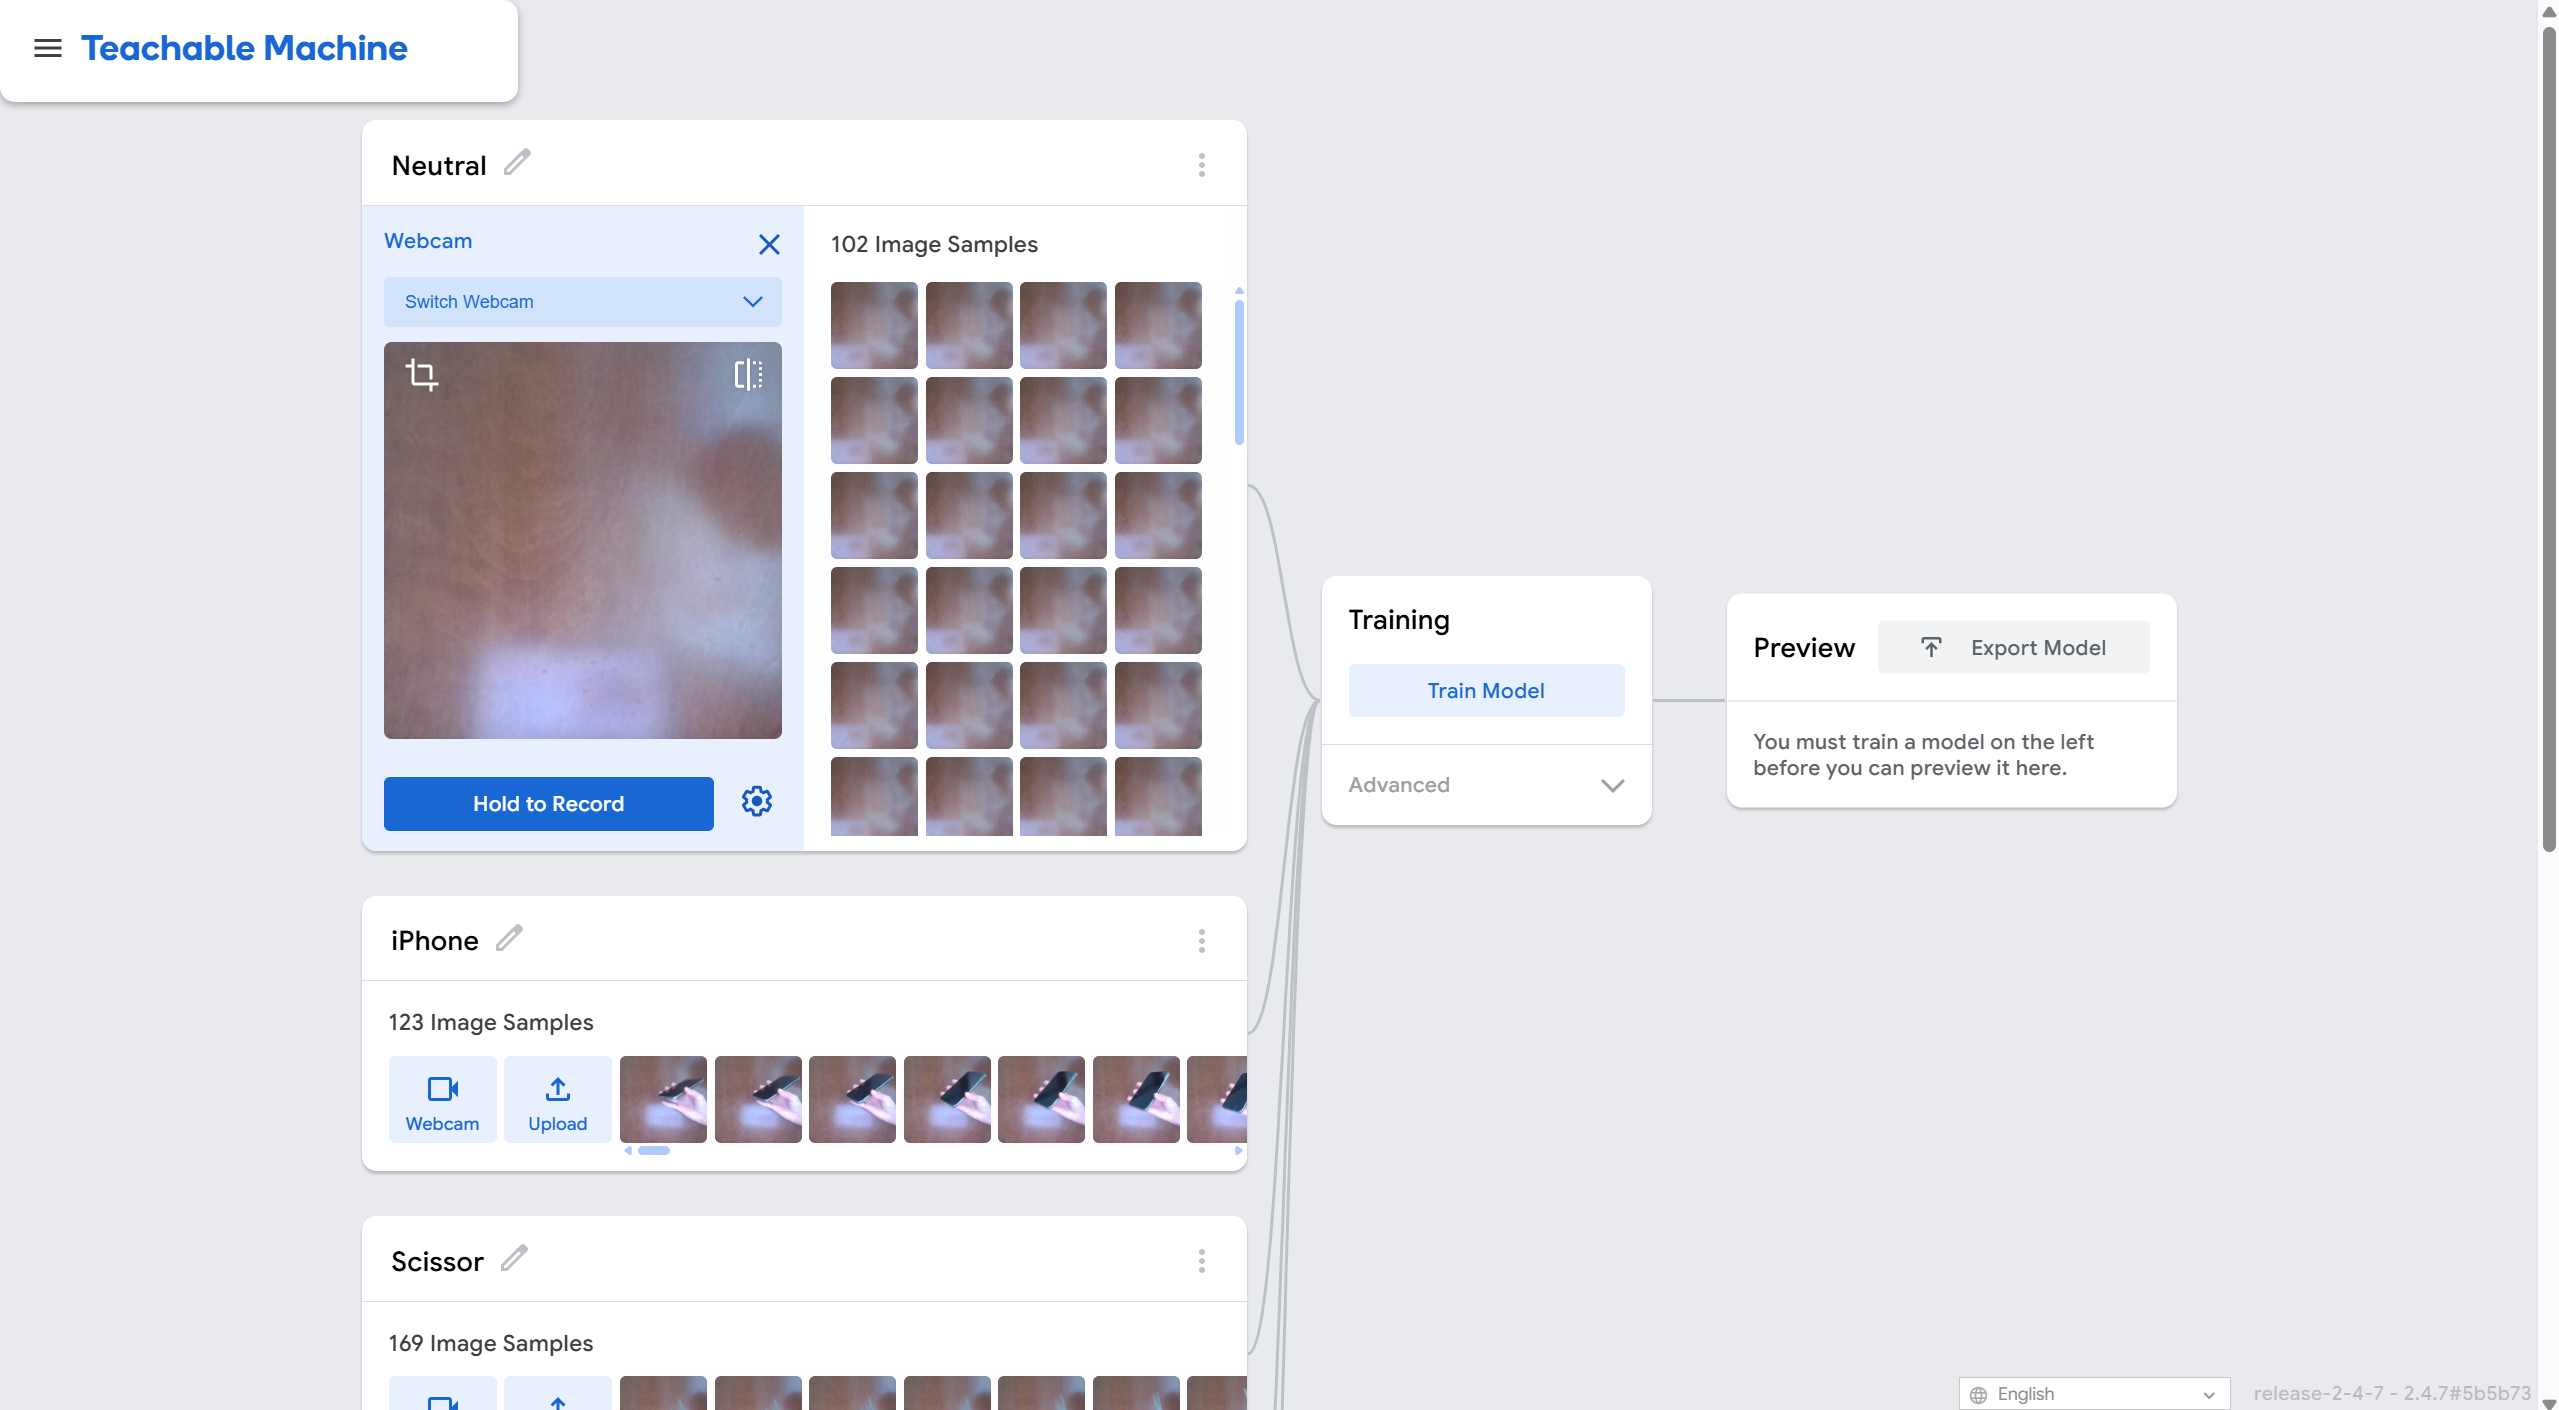 Teachable Machine
Neutral
Webcam
Switch Webcam
Hold to Record
102 Image Samples
iPhone
123 Image Samples
Webcam
Upload
Scissor
169 Image Samples
Training
Train Model
Advanced
Preview
Export Model
You must train a model on the left
before you can preview it here.
English
release-2-4-7 - 2.4.7#5b5b73